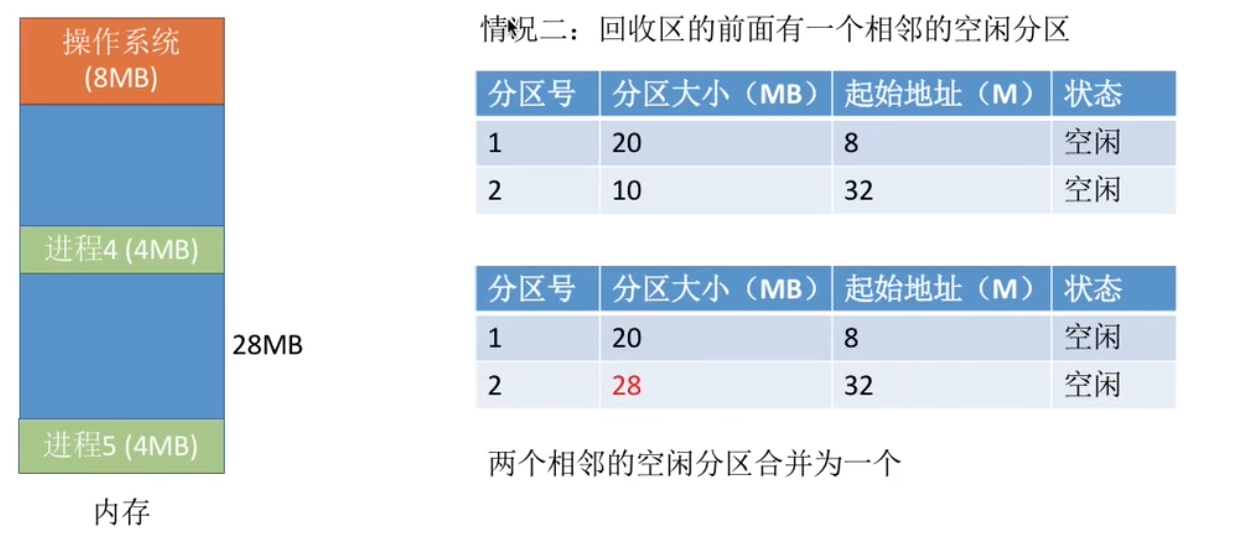 操作系统
(8MB)
进程4 (4MB)
28MB
进程5 (4MB)
内存
情况二：回收区的前面有一个相邻的空闲分区
分区号 分区大小（MB） 起始地址（M） 状态
1 20 8 空闲
2 10 32 空闲
分区号 分区大小（MB） 起始地址（M） 状态
1 20 8 空闲
2 28 32 空闲
两个相邻的空闲分区合并为一个